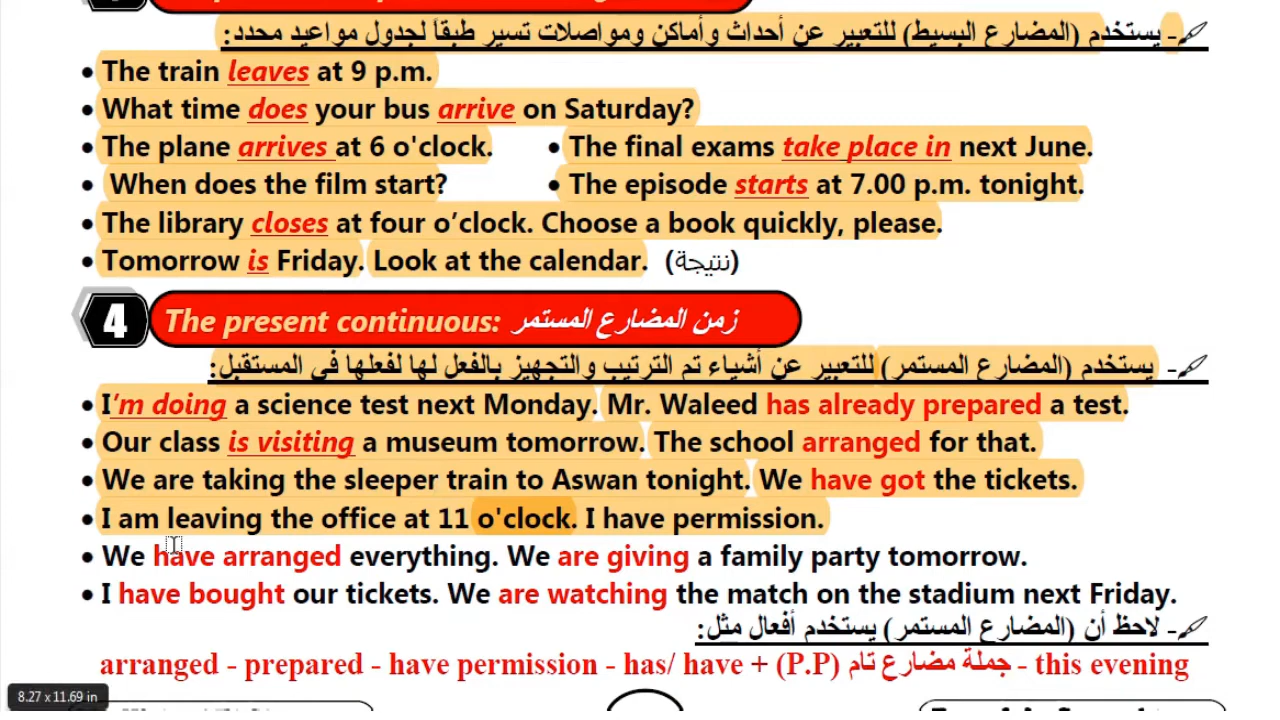 - يستخدم (المضارع البسيط) للتعبير عن أحداث وأماكن ومواصلات تسير طبقاً لجدول مواعيد محدد:
• The train leaves at 9 p.m.
• What time does your bus arrive on Saturday?
• The plane arrives at 6 o'clock. • The final exams take place in next June.
• When does the film start? • The episode starts at 7.00 p.m. tonight.
• The library closes at four o’clock. Choose a book quickly, please.
• Tomorrow is Friday. Look at the calendar. (نتيجة)
4 The present continuous: زمن المضارع المستمر
- يستخدم (المضارع المستمر) للتعبير عن أشياء تم الترتيب والتجهيز بالفعل لها لفعلها في المستقبل:
• I’m doing a science test next Monday. Mr. Waleed has already prepared a test.
• Our class is visiting a museum tomorrow. The school arranged for that.
• We are taking the sleeper train to Aswan tonight. We have got the tickets.
• I am leaving the office at 11 o'clock. I have permission.
• We have arranged everything. We are giving a family party tomorrow.
• I have bought our tickets. We are watching the match on the stadium next Friday.
- لاحظ أن (المضارع المستمر) يستخدم أفعال مثل:
arranged - prepared - have permission - has/ have + (P.P) جملة مضارع تام - this evening
8.27 x 11.69 in